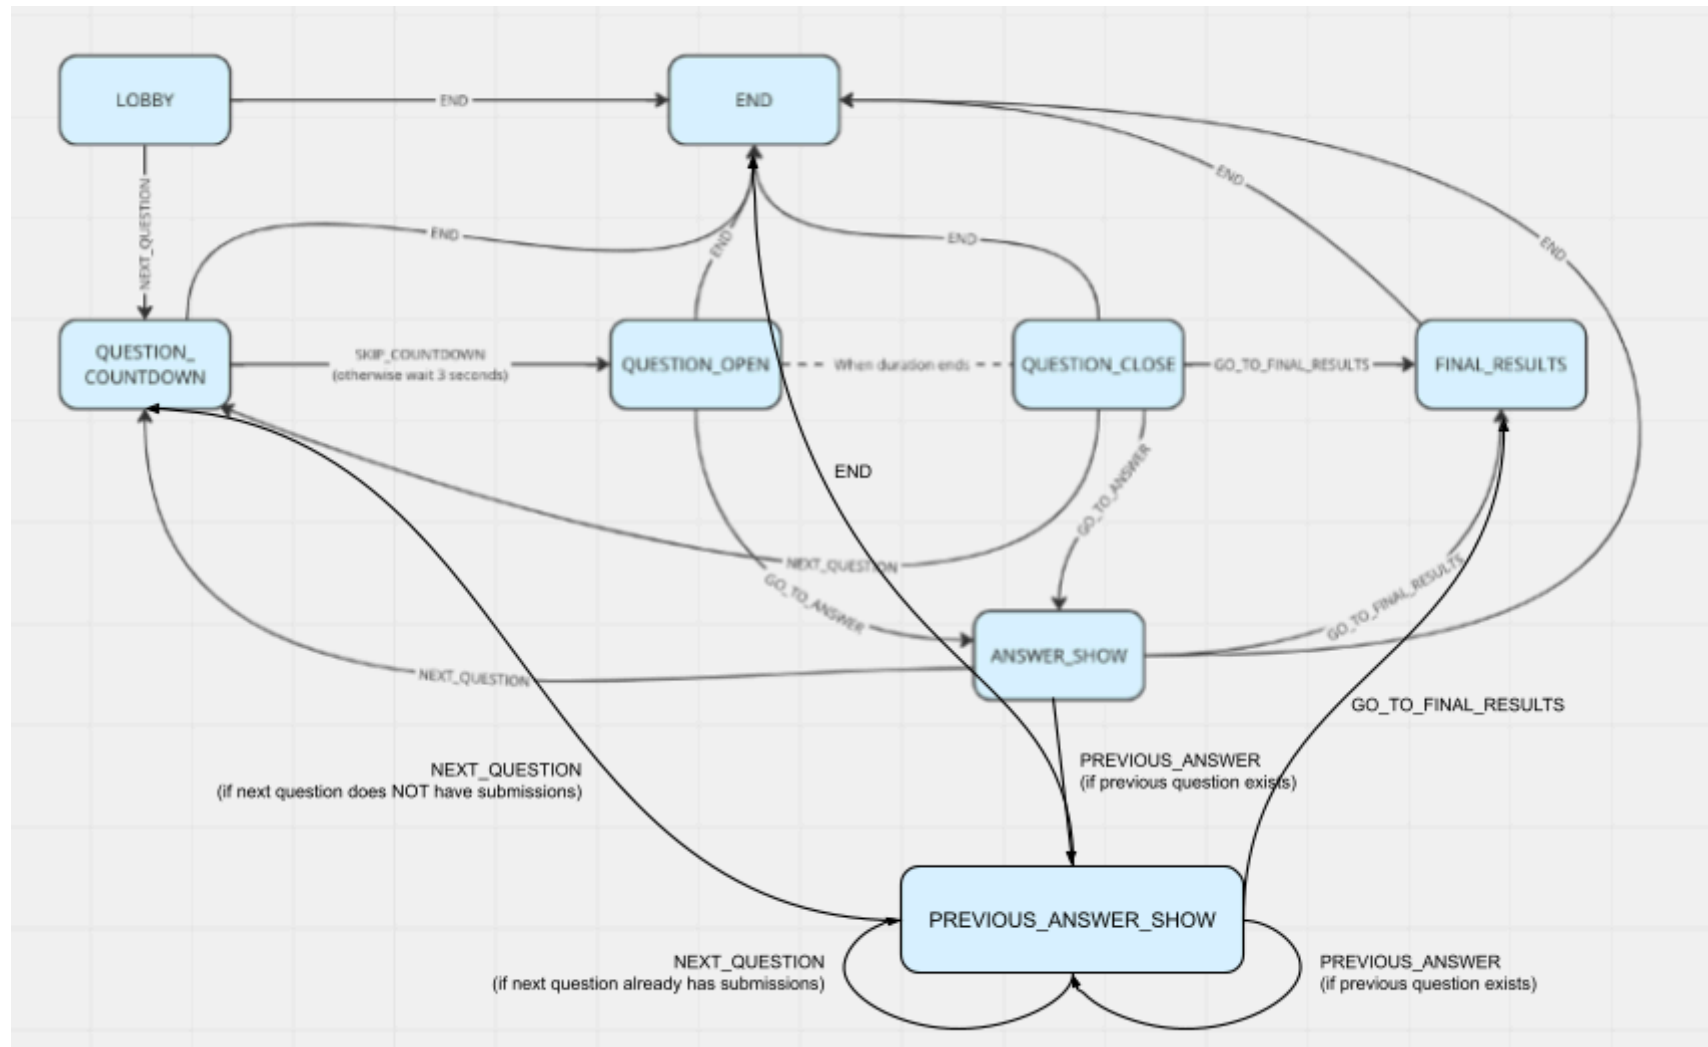 LOBBY
END
END
NEXT_QUESTION
END
END
END
END
END
QUESTION_
COUNTDOWN
SKIP_COUNTDOWN
(otherwise wait 3 seconds)
QUESTION_OPEN
When duration ends
QUESTION_CLOSE
GO_TO_FINAL_RESULTS
FINAL_RESULTS
END
GO_TO_ANSWER
NEXT_QUESTION
GO_TO_ANSWER
GO_TO_FINAL_RESULTS
ANSWER_SHOW
NEXT_QUESTION
GO_TO_FINAL_RESULTS
NEXT_QUESTION
(if next question does NOT have submissions)
PREVIOUS_ANSWER
(if previous question exists)
PREVIOUS_ANSWER_SHOW
NEXT_QUESTION
(if next question already has submissions)
PREVIOUS_ANSWER
(if previous question exists)